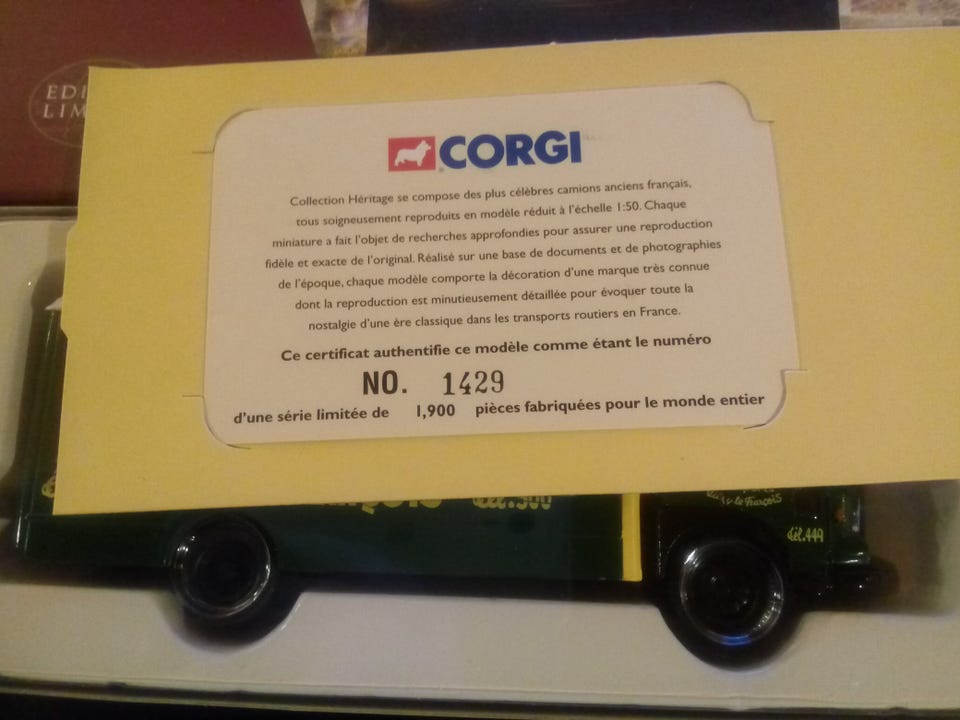 EDI
LIM
CORGI
Collection Héritage se compose des plus célèbres camions anciens français,
tous soigneusement reproduits en modèle réduit à l'échelle 1:50. Chaque
miniature a fait l'objet de recherches approfondies pour assurer une reproduction
fidèle et exacte de l'original. Réalisé sur une base de documents et de photographies
de l'époque, chaque modèle comporte la décoration d'une marque très connue
dont la reproduction est minutieusement détaillée pour évoquer toute la
nostalgie d'une ère classique dans les transports routiers en France.
Ce certificat authentifie ce modèle comme étant le numéro
NO. 1429
d'une série limitée de 1,900 pièces fabriquées pour le monde entier
tél.449